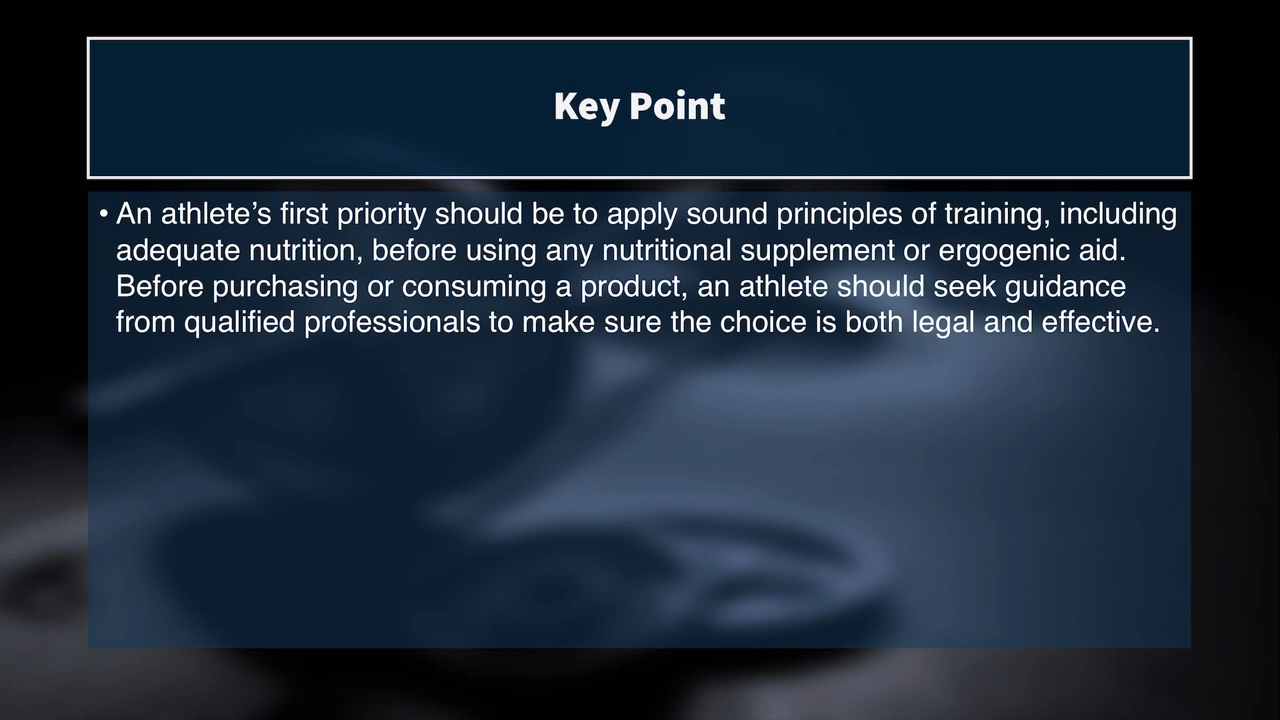 Key Point
• An athlete’s first priority should be to apply sound principles of training, including
adequate nutrition, before using any nutritional supplement or ergogenic aid.
Before purchasing or consuming a product, an athlete should seek guidance
from qualified professionals to make sure the choice is both legal and effective.